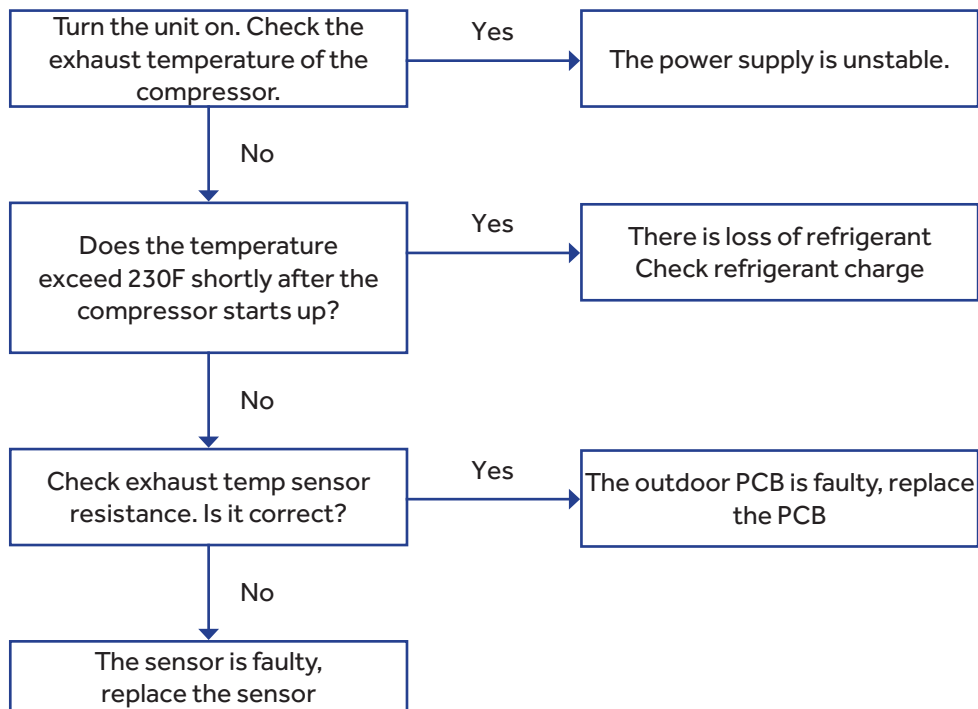 Turn the unit on. Check the
exhaust temperature of the
compressor.
Yes
The power supply is unstable.
No
Does the temperature
exceed 230F shortly after the
compressor starts up?
Yes
There is loss of refrigerant
Check refrigerant charge
No
Check exhaust temp sensor
resistance. Is it correct?
Yes
The outdoor PCB is faulty, replace
the PCB
No
The sensor is faulty,
replace the sensor